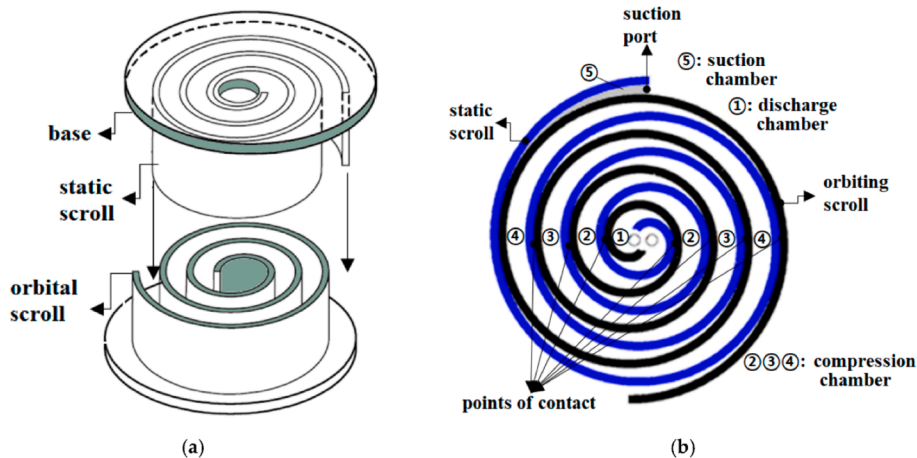 base
static
scroll
orbital
scroll
(a)
suction
port
⑤: suction
chamber
⑤
①: discharge
chamber
static
scroll
orbiting
scroll
④ ③ ② ① ② ③ ④
②③④: compression
chamber
points of contact
(b)